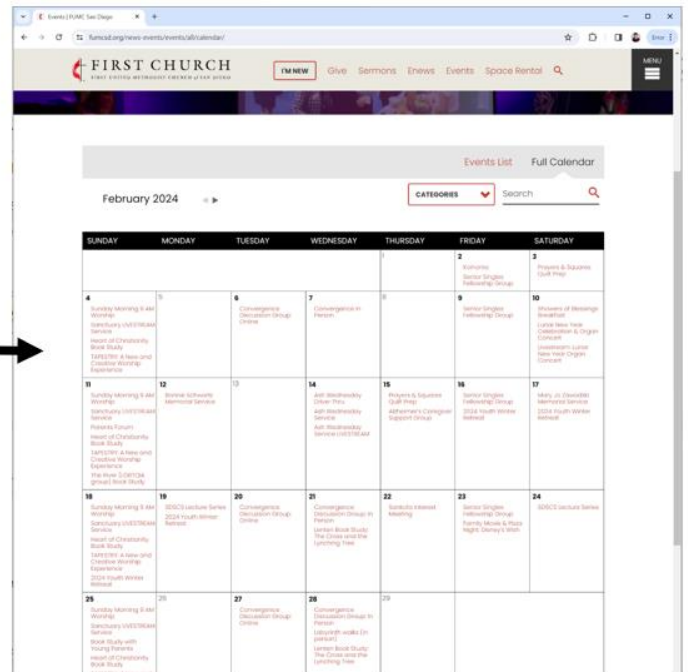 Events | FUMC San Diego
fumcsd.org/news-events/events/all/calendar/
Error
FIRST CHURCH
FIRST UNITED METHODIST CHURCH of SAN DIEGO
I'M NEW Give Sermons Enews Events Space Rental
MENU
Events List Full Calendar
February 2024
CATEGORIES
Search
SUNDAY MONDAY TUESDAY WEDNESDAY THURSDAY FRIDAY SATURDAY
1
2
Senior Singles
Fellowship Group
3
Prayers & Squares
Quilt Prep
4
Sunday Morning 9 AM
Worship
Sanctuary LIVESTREAM
Service
Heart of Christianity
Book Study
TAPESTRY: A New and
Creative Worship
Experience
5
6
Convergence
Discussion Group
Online
7
Convergence in
Person
8
9
Senior Singles
Fellowship Group
10
Showers of Blessings
Breakfast
Lunar New Year
Celebration & Organ
Concert
Livestream: Lunar
New Year Organ
Concert
11
Sunday Morning 9 AM
Worship
Sanctuary LIVESTREAM
Service
Parents Forum
Heart of Christianity
Book Study
TAPESTRY: A New and
Creative Worship
Experience
The River (LGBTQIA
group) Book Study
12
Bonnie Schwartz
Memorial Service
13
14
Ash Wednesday
Drive-Thru
Ash Wednesday
Service
Ash Wednesday
Service LIVESTREAM
15
Prayers & Squares
Quilt Prep
Alzheimer's Caregiver
Support Group
16
Senior Singles
Fellowship Group
2024 Youth Winter
Retreat
17
Mary Jo
Memorial Service
2024 Youth Winter
Retreat
18
Sunday Morning 9 AM
Worship
Sanctuary LIVESTREAM
Service
Heart of Christianity
Book Study
TAPESTRY: A New and
Creative Worship
Experience
2024 Youth Winter
Retreat
19
SDSCS Lecture Series
2024 Youth Winter
Retreat
20
Convergence
Discussion Group
Online
21
Convergence
Discussion Group in
Person
Lenten Book Study:
The Cross and the
Lynching Tree
22
Interest
Meeting
23
Senior Singles
Fellowship Group
Family Movie & Pizza
Night: Disney's Wish
24
SDSCS Lecture Series
25
Sunday Morning 9 AM
Worship
Sanctuary LIVESTREAM
Service
Book Study with
Young Parents
Heart of Christianity
Book Study
26
27
Convergence
Discussion Group
Online
28
Convergence
Discussion Group in
Person
Labyrinth walks (in
person)
Lenten Book Study:
The Cross and the
Lynching Tree
29